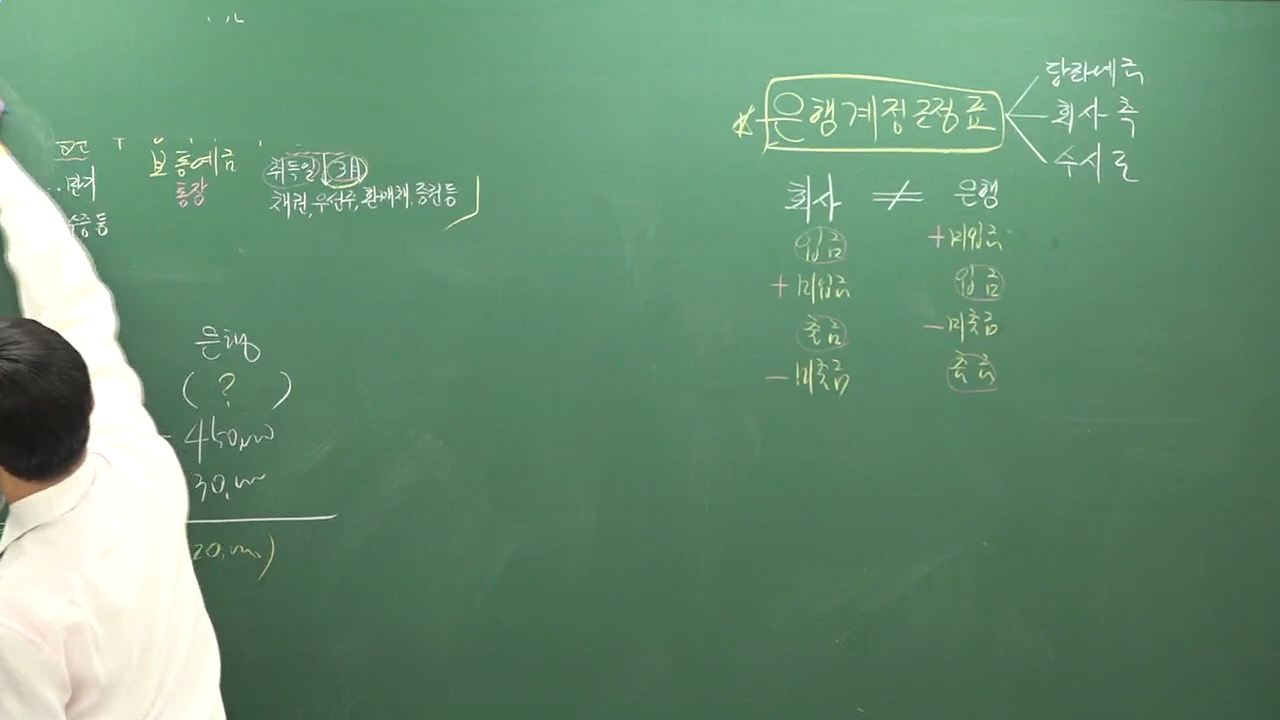 보통예금
통장
취득일 3月
채권, 우선주, 환매채, 증권등
은행
( ? )
450,000
30,000
20,000)
은행계정조정표
당좌예금
회사 측
수시로
회사 ≠ 은행
입금 + 미입금
+ 미입금 입금
출금 - 미출금
- 미출금 출금